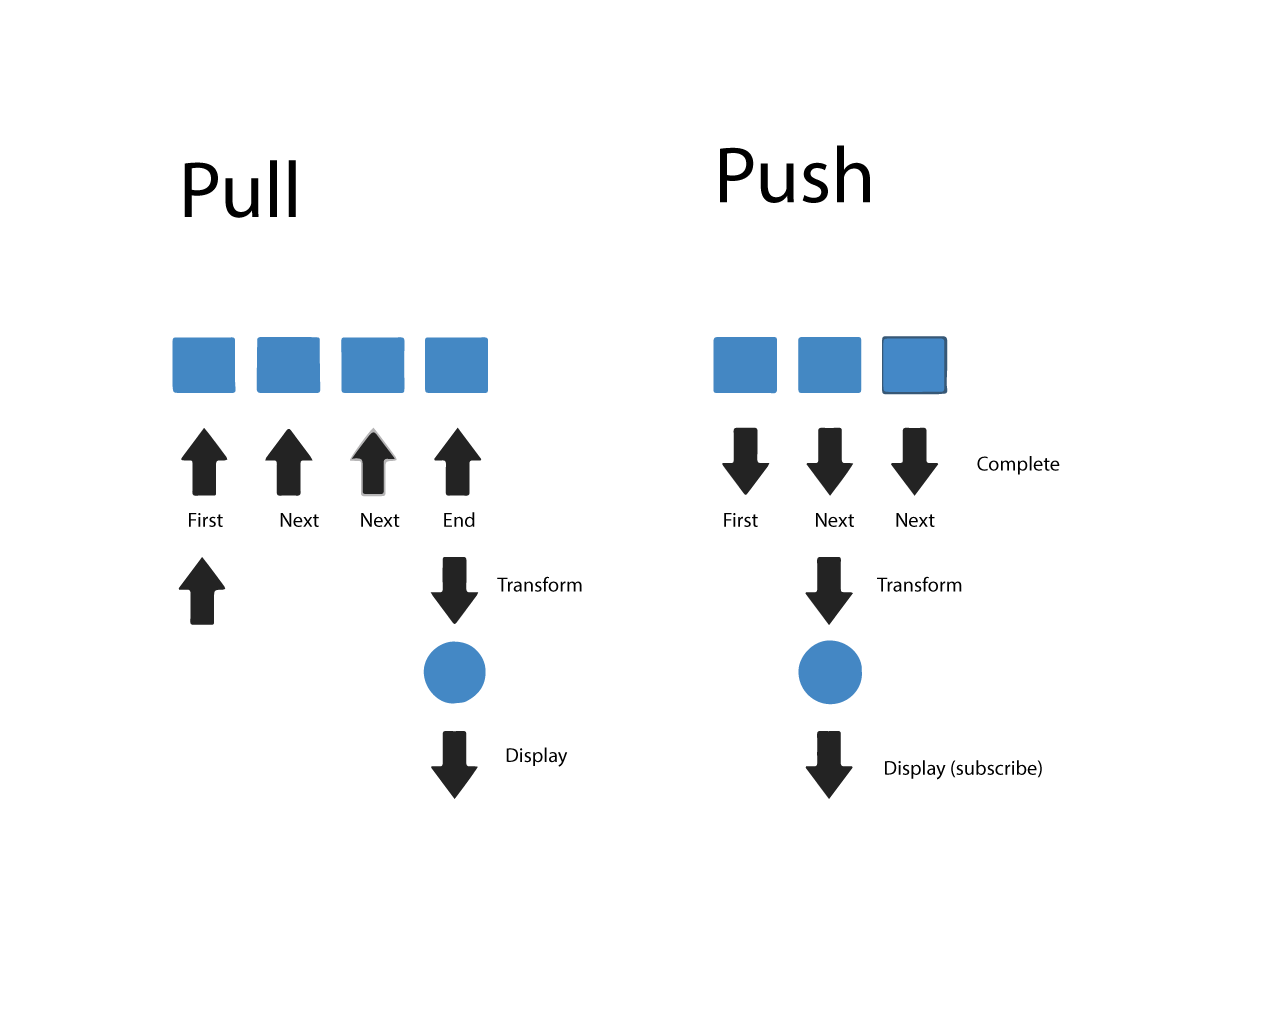 Pull
First
Next
Next
End
Transform
Display
Push
Complete
First
Next
Next
Transform
Display (subscribe)